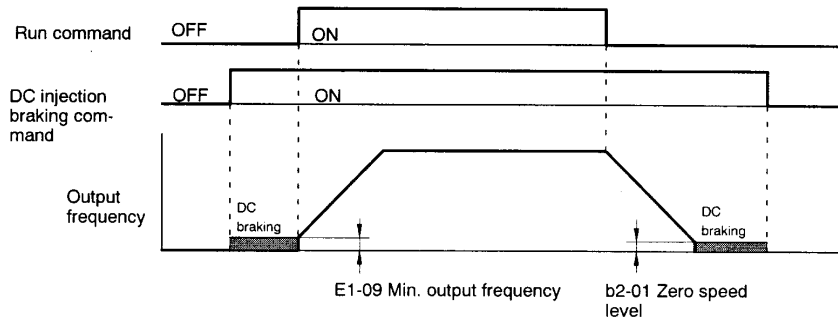 Run command
OFF
ON
DC injection
braking com-
mand
OFF
ON
Output
frequency
DC
braking
DC
braking
E1-09 Min. output frequency
b2-01 Zero speed
level